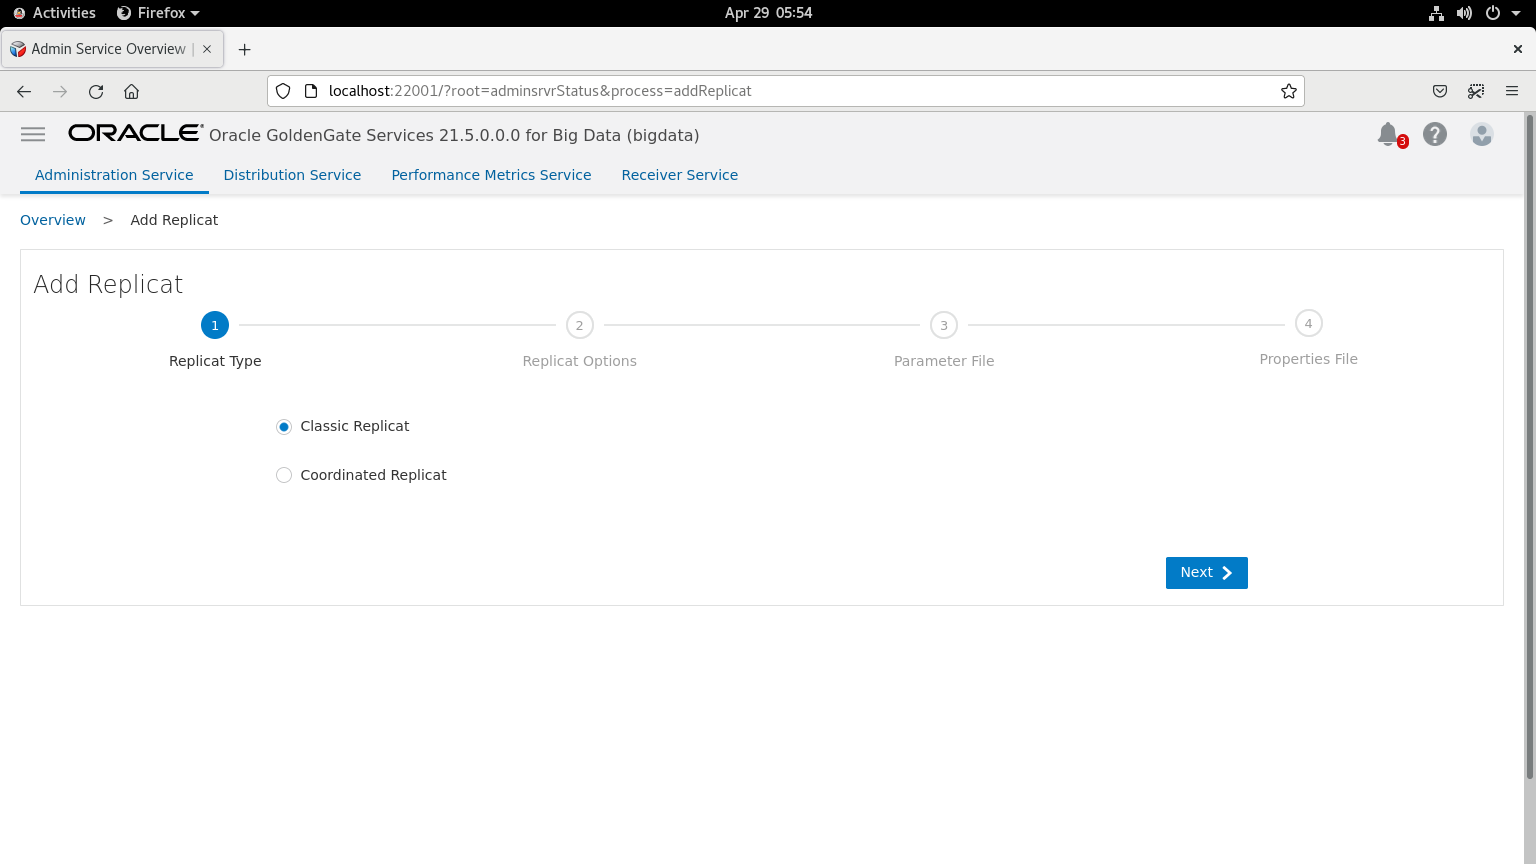 Activities Firefox Apr 29 05:54
Admin Service Overview |
localhost:22001/?root=adminsrvrStatus&process=addReplicat
ORACLE® Oracle GoldenGate Services 21.5.0.0.0 for Big Data (bigdata) 3 ?
Administration Service Distribution Service Performance Metrics Service Receiver Service
Overview > Add Replicat
Add Replicat
1 2 3 4
Replicat Type Replicat Options Parameter File Properties File
Classic Replicat
Coordinated Replicat
Next